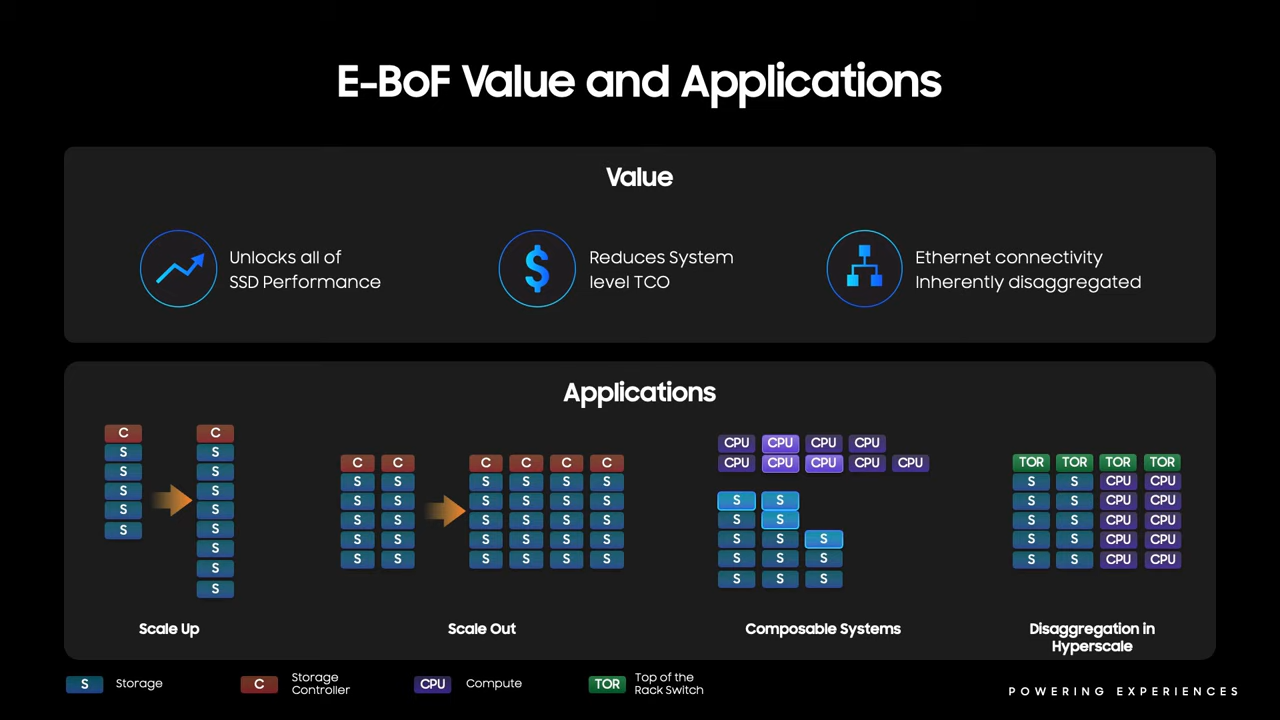 E-BoF Value and Applications
Value
Unlocks all of
SSD Performance
Reduces System
level TCO
Ethernet connectivity
Inherently disaggregated
Applications
C
S
S
S
S
S
C
S
S
S
S
S
S
S
S
Scale Up
C C
S S
S S
S S
S S
S S
C C C C
S S S S
S S S S
S S S S
S S S S
S S S S
Scale Out
CPU CPU CPU CPU
CPU CPU CPU CPU CPU
S S
S S
S S S
S S S
S S S
Composable Systems
TOR TOR TOR TOR
S S CPU CPU
S S CPU CPU
S S CPU CPU
S S CPU CPU
S S CPU CPU
Disaggregation in
Hyperscale
S Storage
C Storage
Controller
CPU Compute
TOR Top of the
Rack Switch
POWERING EXPERIENCES